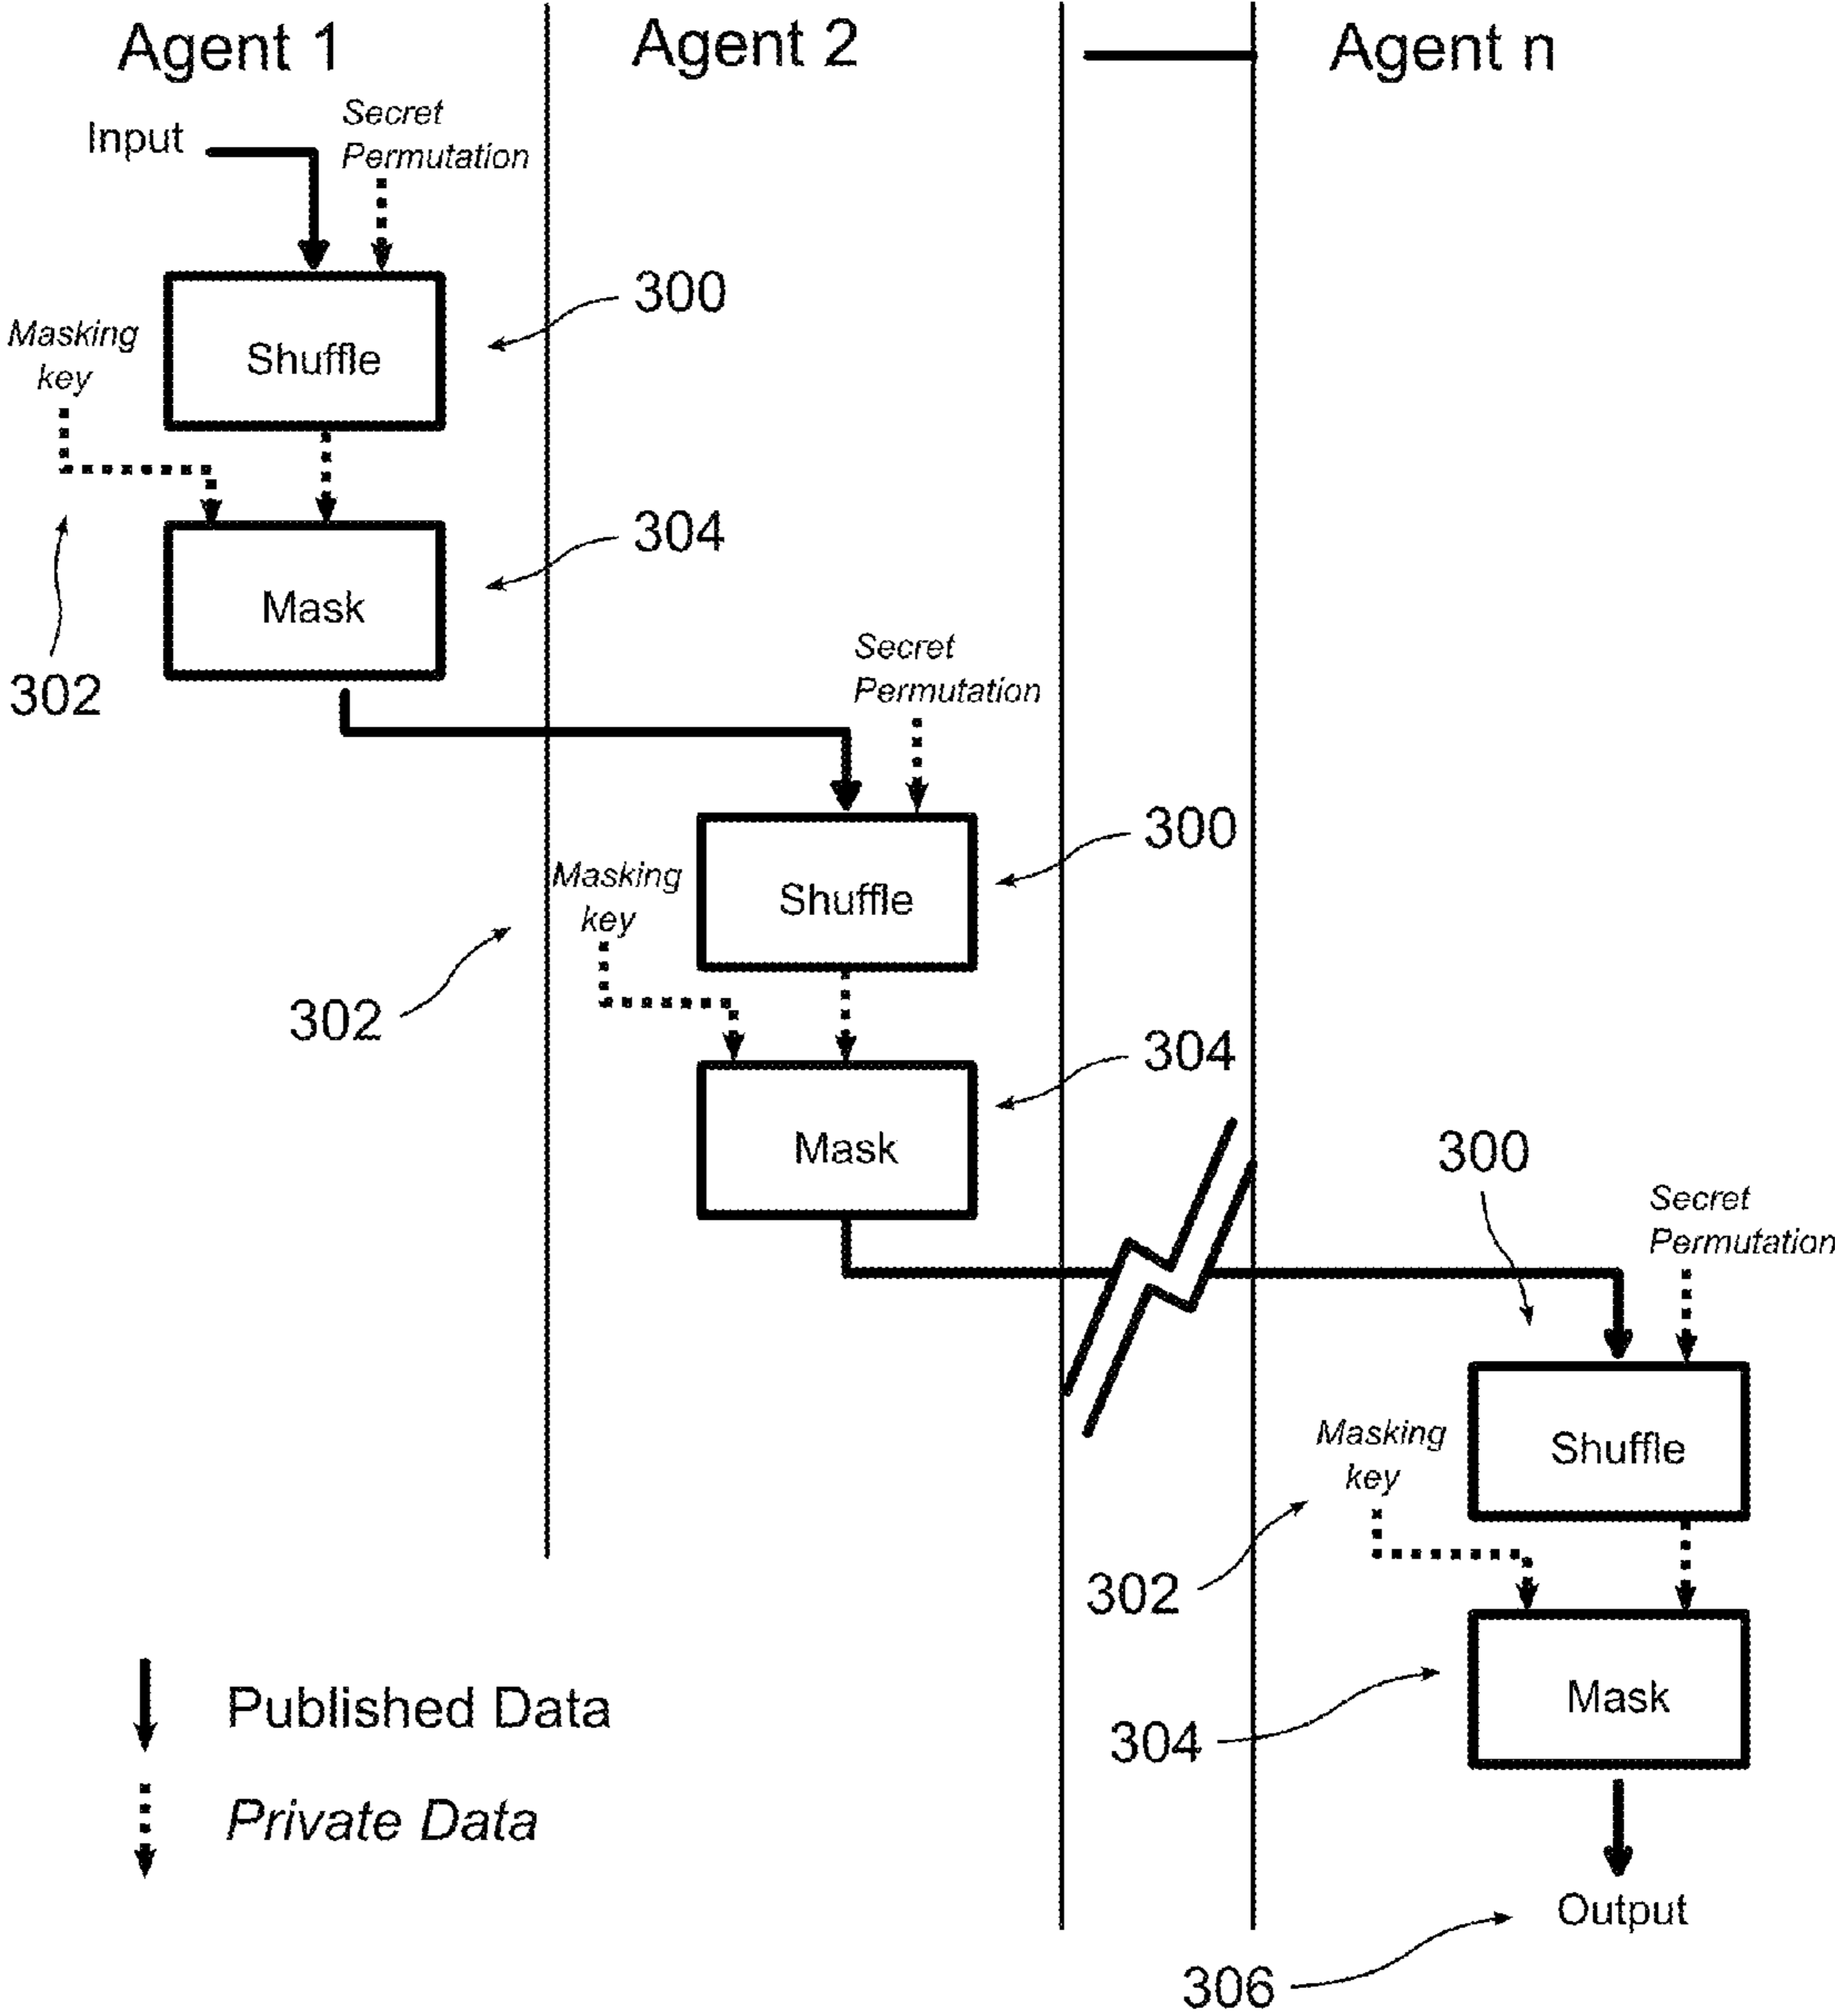 Agent 1
Agent 2
Agent n
Input
Secret
Permutation
300
Masking
key
Shuffle
304
Mask
302
Secret
Permutation
300
Masking
key
Shuffle
302
304
Mask
300
Secret
Permutation
Masking
key
Shuffle
302
Mask
304
Published Data
Private Data
Output
306